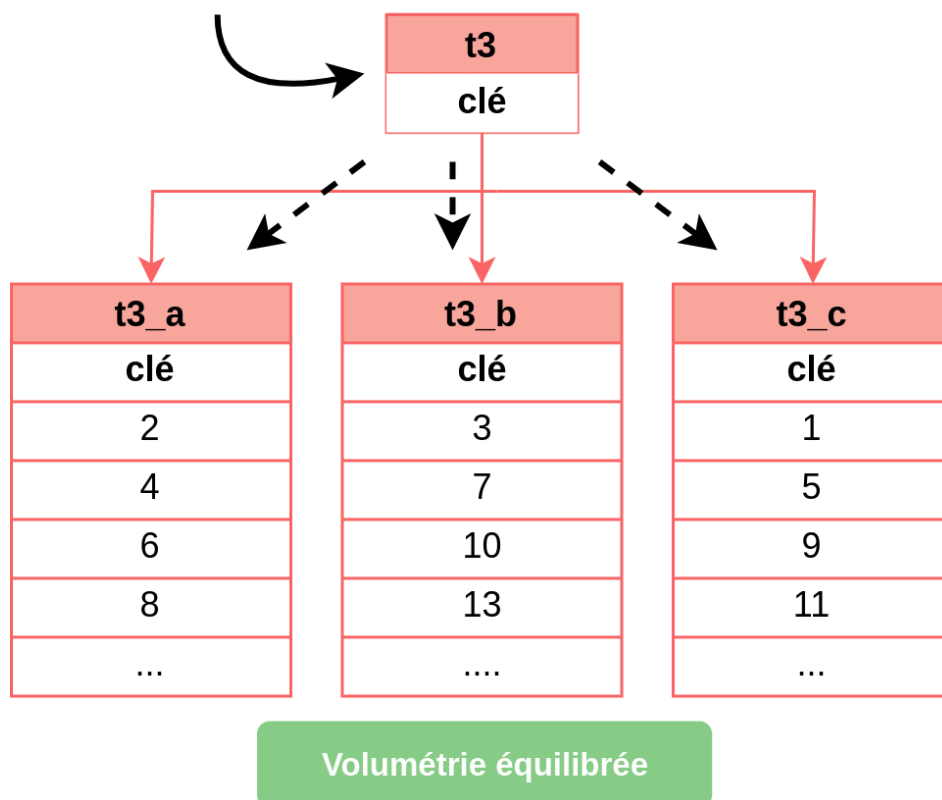 t3
clé
t3_a t3_b t3_c
clé clé clé
2 3 1
4 7 5
6 10 9
8 13 11
... .... ...
Volumétrie équilibrée